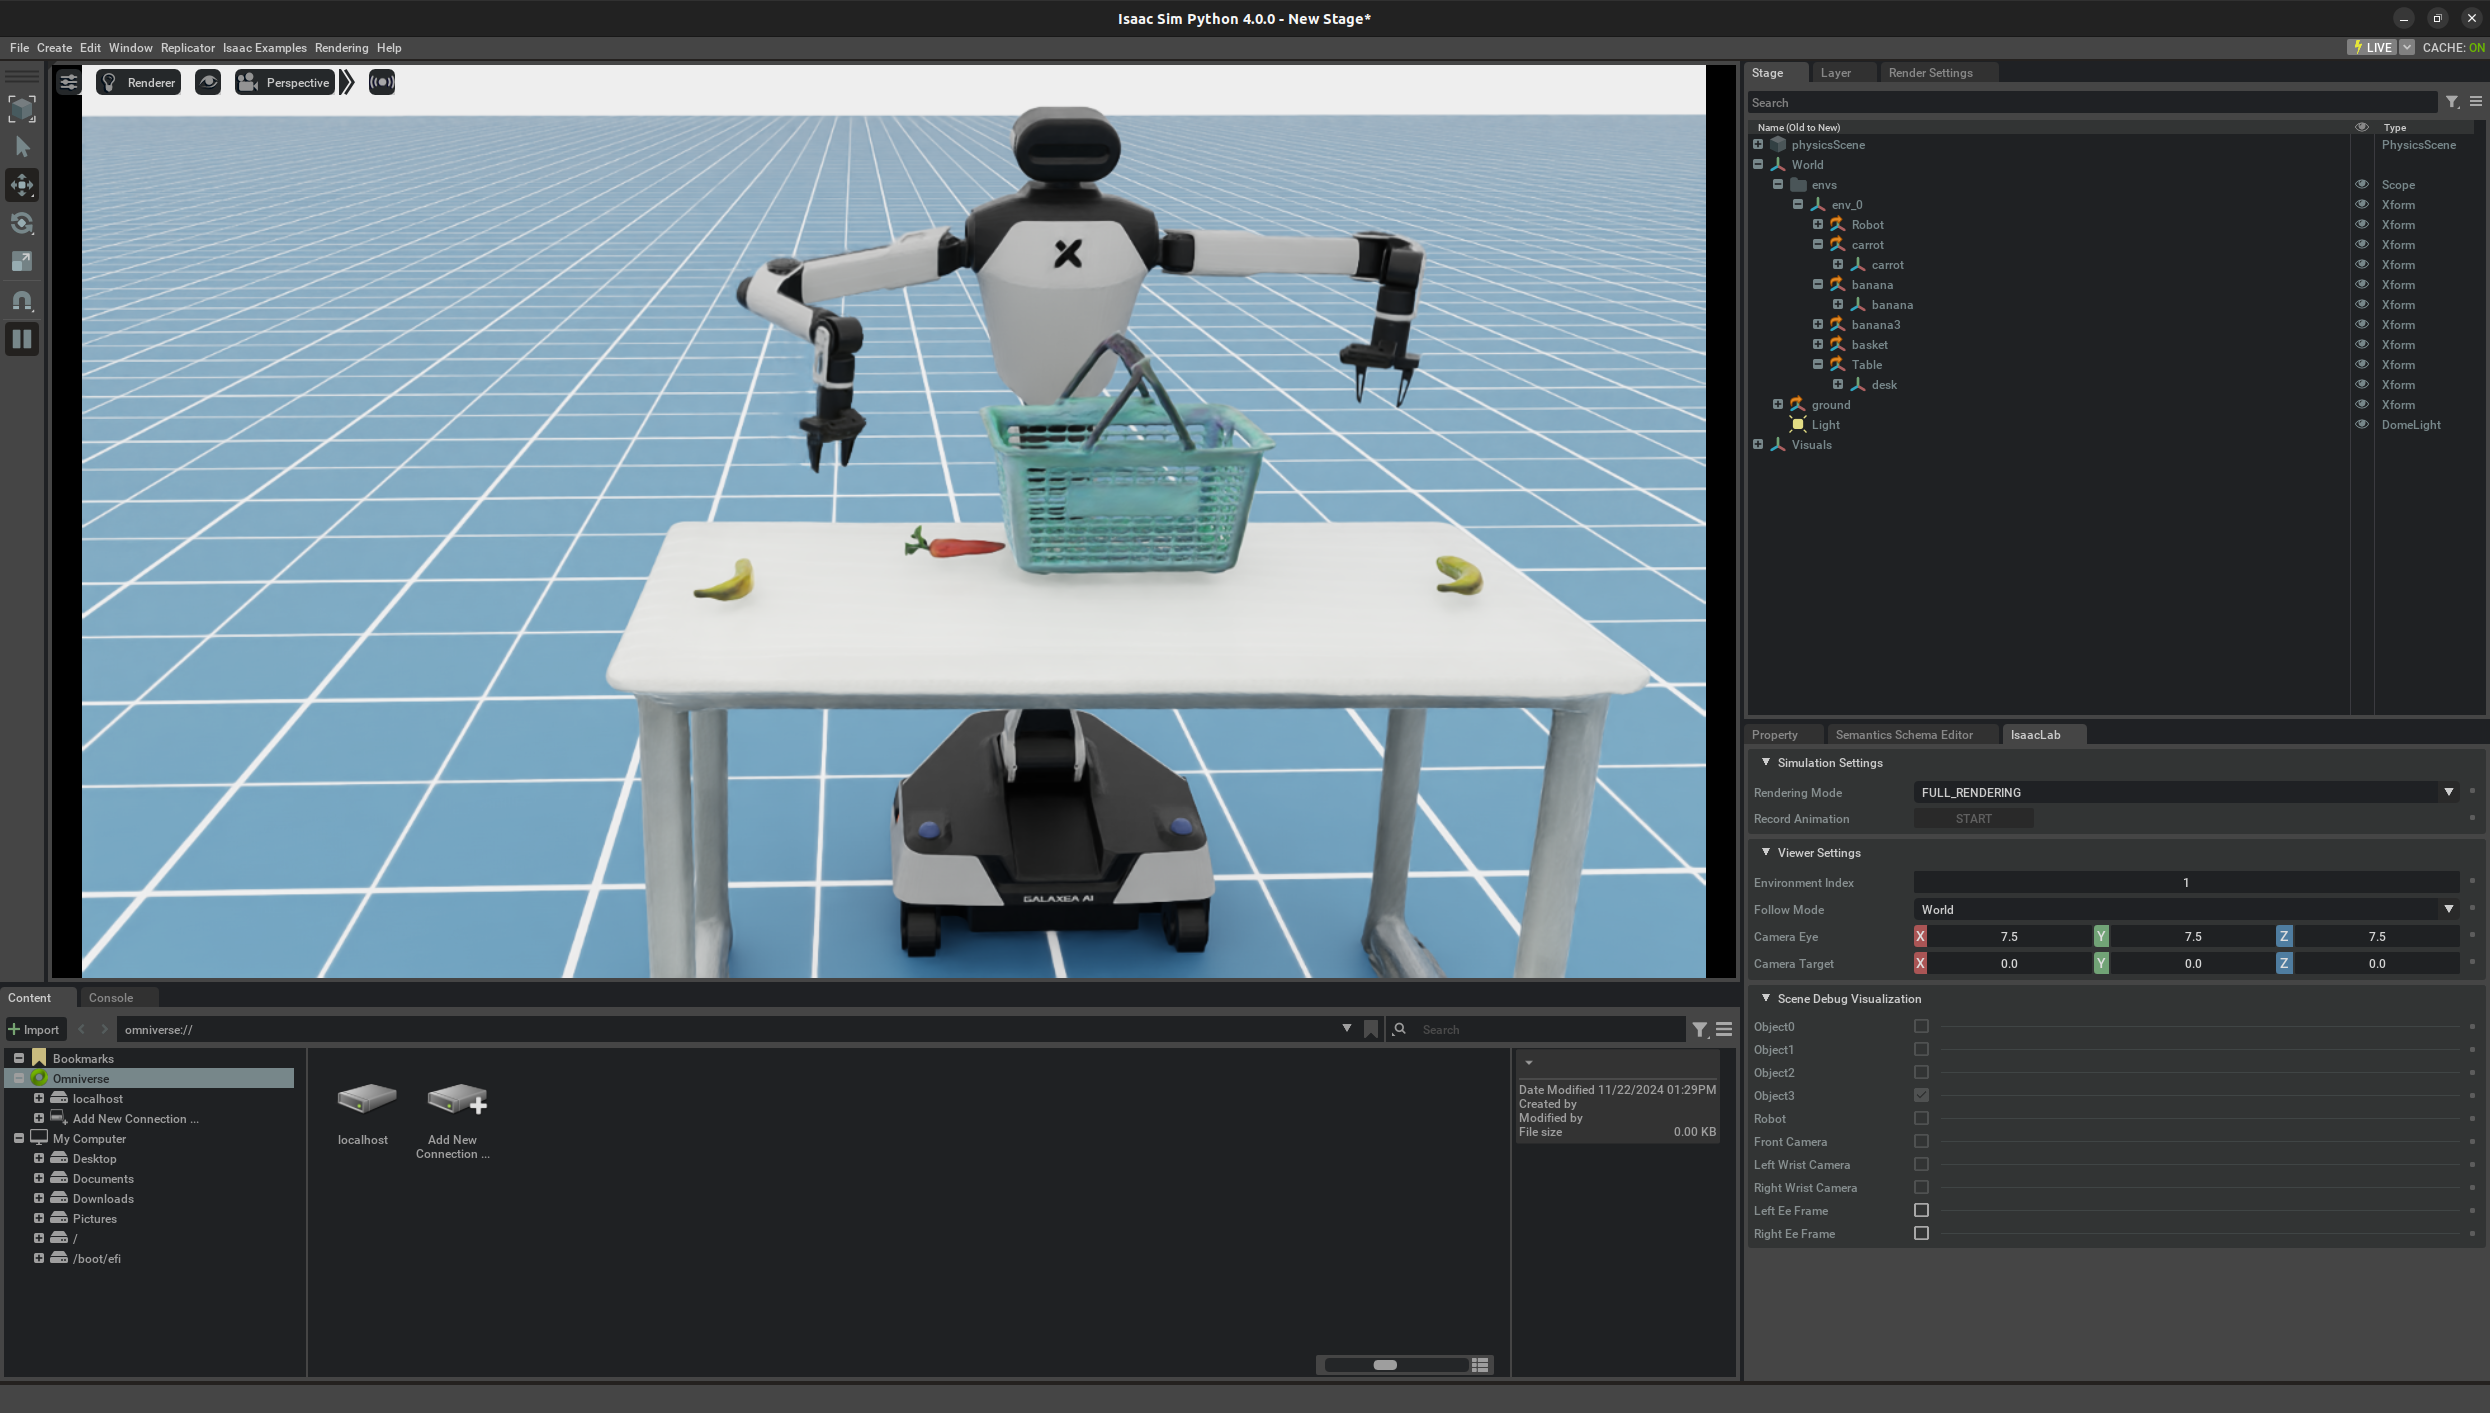 Isaac Sim Python 4.0.0 - New Stage*
File Create Edit Window Replicator Isaac Examples Rendering Help
LIVE CACHE: ON
Renderer Perspective
GALAXEA AI
Stage Layer Render Settings
Search
Name (Old to New) Type
physicsScene PhysicsScene
World
envs Scope
env_0 Xform
Robot Xform
carrot Xform
carrot Xform
banana Xform
banana Xform
banana3 Xform
basket Xform
Table Xform
desk Xform
ground Xform
Light DomeLight
Visuals
Property Semantics Schema Editor IsaacLab
Simulation Settings
Rendering Mode FULL_RENDERING
Record Animation START
Viewer Settings
Environment Index 1
Follow Mode World
Camera Eye X 7.5 Y 7.5 Z 7.5
Camera Target X 0.0 Y 0.0 Z 0.0
Scene Debug Visualization
Object0
Object1
Object2
Object3
Robot
Front Camera
Left Wrist Camera
Right Wrist Camera
Left Ee Frame
Right Ee Frame
Content Console
Import omniverse:// Search
Bookmarks
Omniverse
localhost
Add New Connection ...
My Computer
Desktop
Documents
Downloads
Pictures
/
/boot/efi
localhost
Add New
Connection ...
Date Modified 11/22/2024 01:29PM
Created by
Modified by
File size 0.00 KB